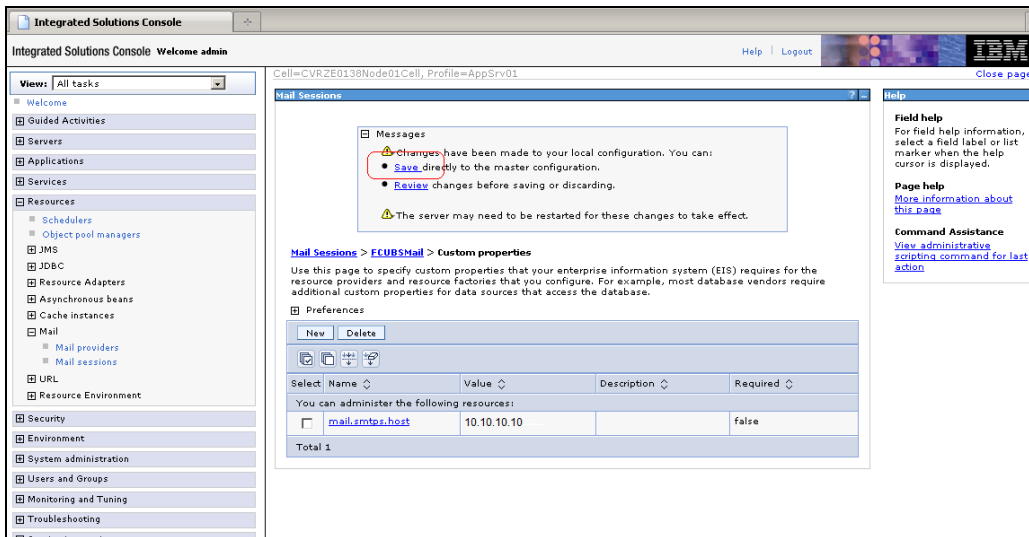 Integrated Solutions Console
Integrated Solutions Console Welcome admin
Help
Logout
IBM
View: All tasks
Welcome
Guided Activities
Servers
Applications
Services
Resources
Schedulers
Object pool managers
JMS
JDBC
Resource Adapters
Asynchronous beans
Cache instances
Mail
Mail providers
Mail sessions
URL
Resource Environment
Security
Environment
System administration
Users and Groups
Monitoring and Tuning
Troubleshooting
Cell=CVRZE0138Node01Cell, Profile=AppSrv01
Close page
Mail Sessions
? –
Messages
Changes have been made to your local configuration. You can:
Save directly to the master configuration.
Review changes before saving or discarding.
The server may need to be restarted for these changes to take effect.
Mail Sessions > FCUBSMail > Custom properties
Use this page to specify custom properties that your enterprise information system (EIS) requires for the
resource providers and resource factories that you configure. For example, most database vendors require
additional custom properties for data sources that access the database.
Preferences
New Delete
Select Name Value Description Required
You can administer the following resources:
mail.smtps.host 10.10.10.10 false
Total 1
Help
Field help
For field help information,
select a field label or list
marker when the help
cursor is displayed.
Page help
More information about
this page
Command Assistance
View administrative
scripting command for last
action